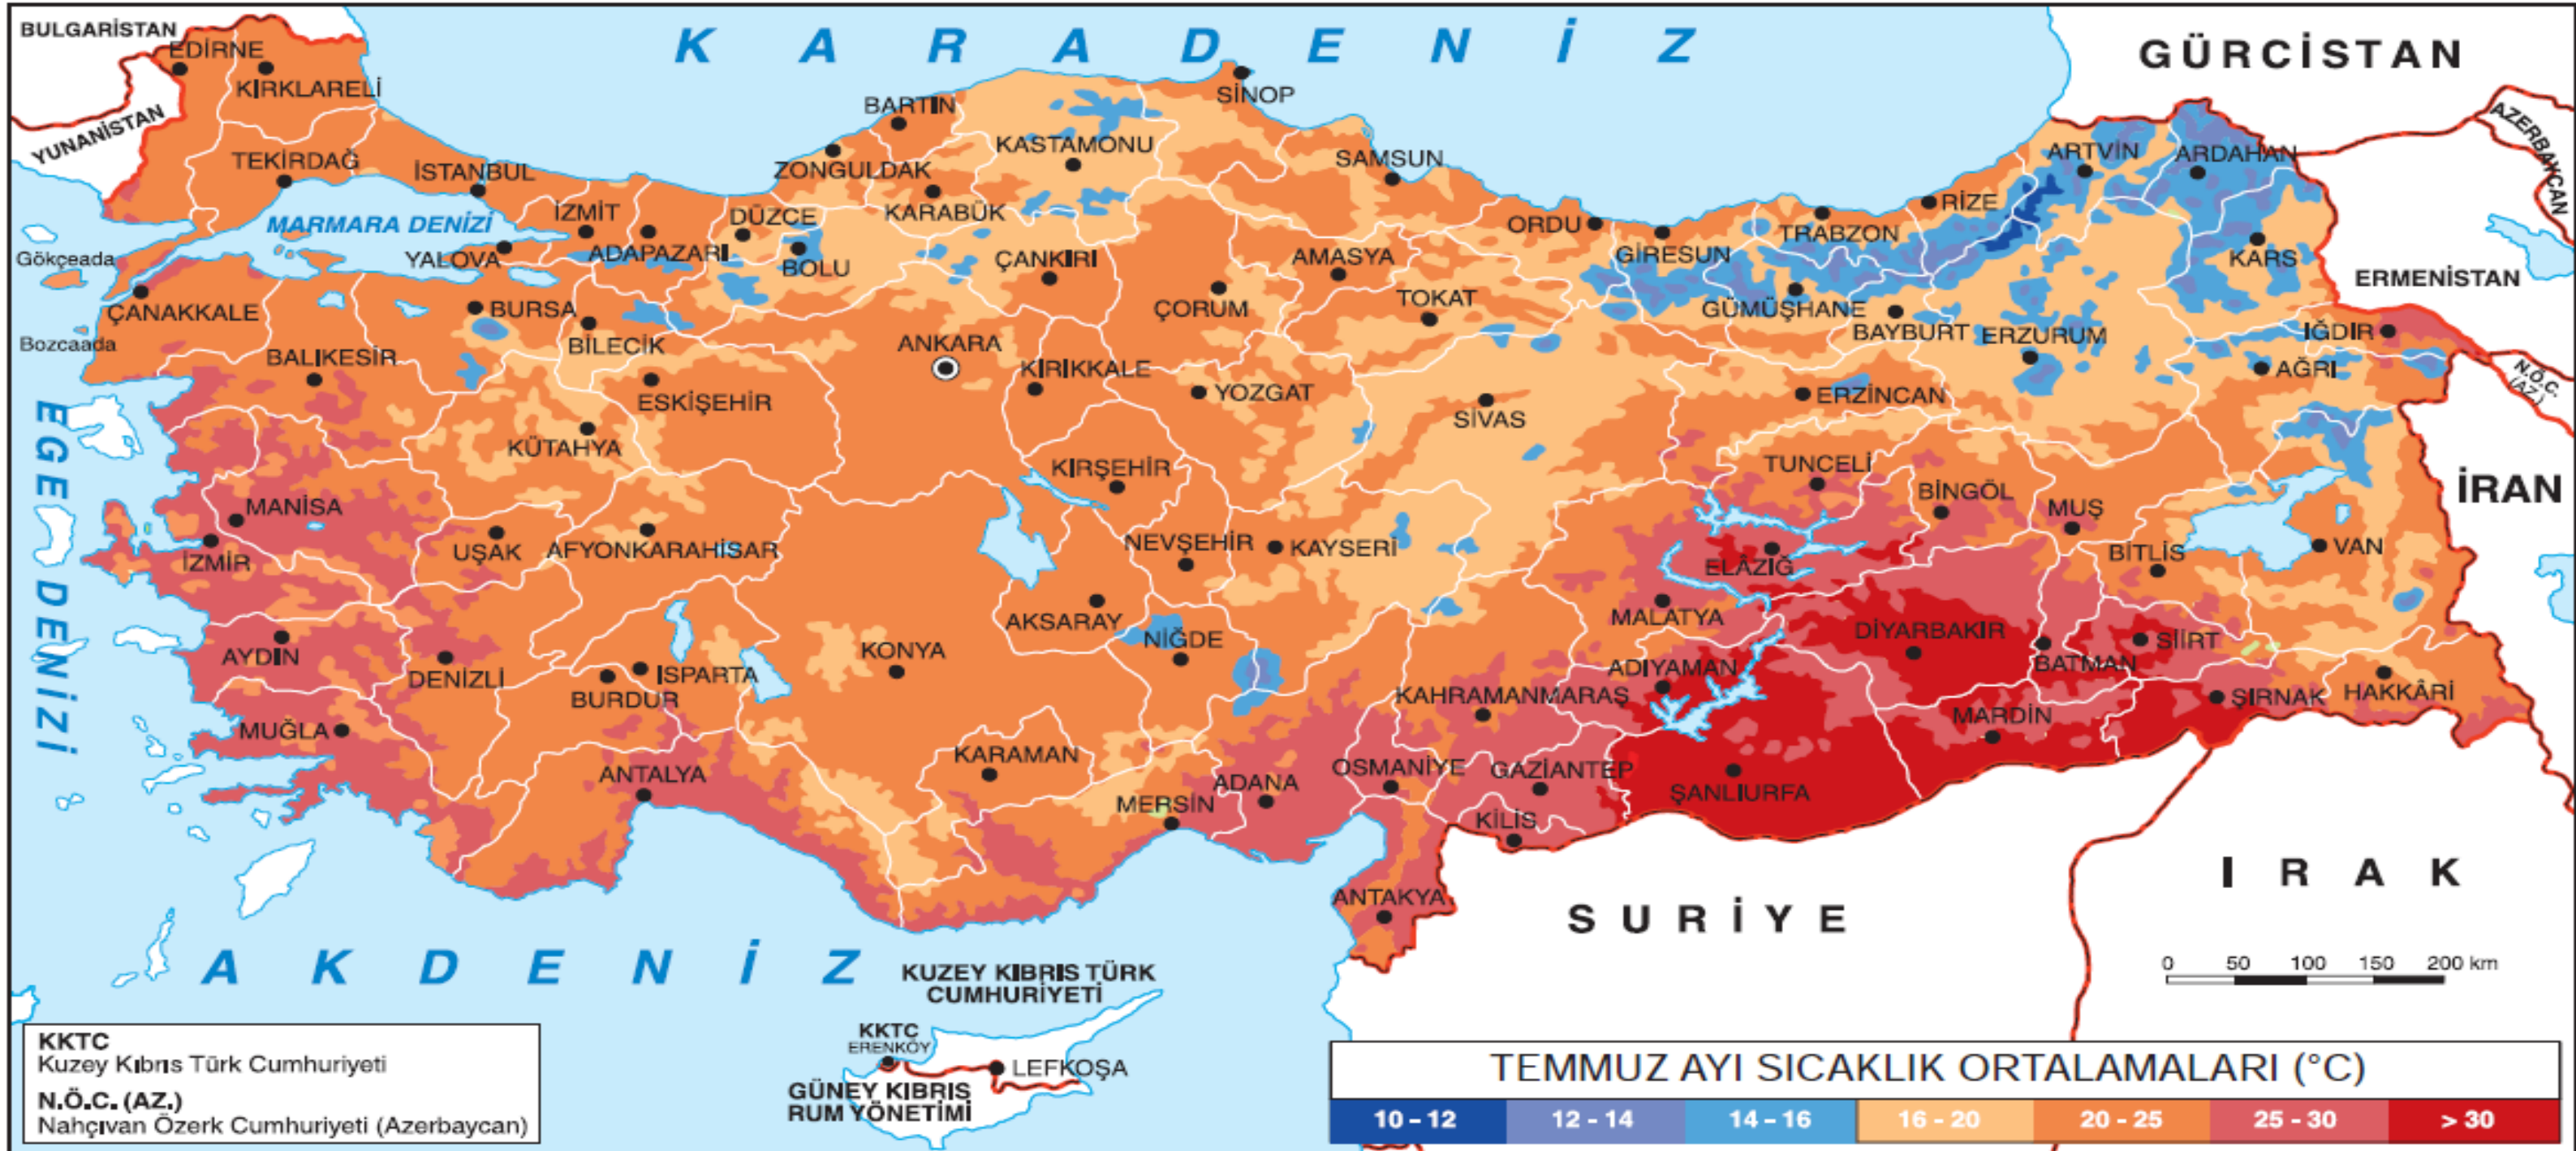 BULGARİSTAN
K A R A D E N İ Z
GÜRCİSTAN
EDİRNE
KIRKLARELİ
YUNANİSTAN
TEKİRDAĞ
İSTANBUL
MARMARA DENİZİ
BARTIN
ZONGULDAK
KARABÜK
KASTAMONU
SİNOP
SAMSUN
ORDU
GİRESUN
TRABZON
RİZE
ARTVİN
ARDAHAN
AZERBAYCAN
KARS
ERMENİSTAN
İZMİT
ADAPAZARI
DÜZCE
BOLU
YALOVA
Gökçeada
ÇANAKKALE
Bozcaada
BURSA
BİLECİK
BALIKESİR
ESKİŞEHİR
ANKARA
ÇANKIRI
KIRIKKALE
ÇORUM
AMASYA
TOKAT
YOZGAT
SİVAS
GÜMÜŞHANE
BAYBURT
ERZURUM
ERZİNCAN
IĞDIR
AĞRI
N.Ö.C.
(AZ.)
EGE DENİZİ
KÜTAHYA
KIRŞEHİR
TUNCELİ
BİNGÖL
MUŞ
İRAN
MANİSA
İZMİR
UŞAK
AFYONKARAHİSAR
NEVŞEHİR
KAYSERİ
ELÂZIĞ
BİTLİS
VAN
AKSARAY
NİĞDE
MALATYA
DİYARBAKIR
BATMAN
SİİRT
AYDIN
DENİZLİ
BURDUR
ISPARTA
KONYA
KAHRAMANMARAŞ
ADIYAMAN
MARDİN
ŞIRNAK
HAKKÂRİ
MUĞLA
ANTALYA
KARAMAN
MERSİN
ADANA
OSMANİYE
GAZİANTEP
KİLİS
ŞANLIURFA
ANTAKYA
SURİYE
I R A K
A K D E N İ Z
0 50 100 150 200 km
KUZEY KIBRIS TÜRK
CUMHURİYETİ
KKTC
ERENKÖY
LEFKOŞA
GÜNEY KIBRIS
RUM YÖNETİMİ
KKTC
Kuzey Kıbrıs Türk Cumhuriyeti
N.Ö.C. (AZ.)
Nahçıvan Özerk Cumhuriyeti (Azerbaycan)
TEMMUZ AYI SICAKLIK ORTALAMALARI (°C)
10 - 12 12 - 14 14 - 16 16 - 20 20 - 25 25 - 30 > 30